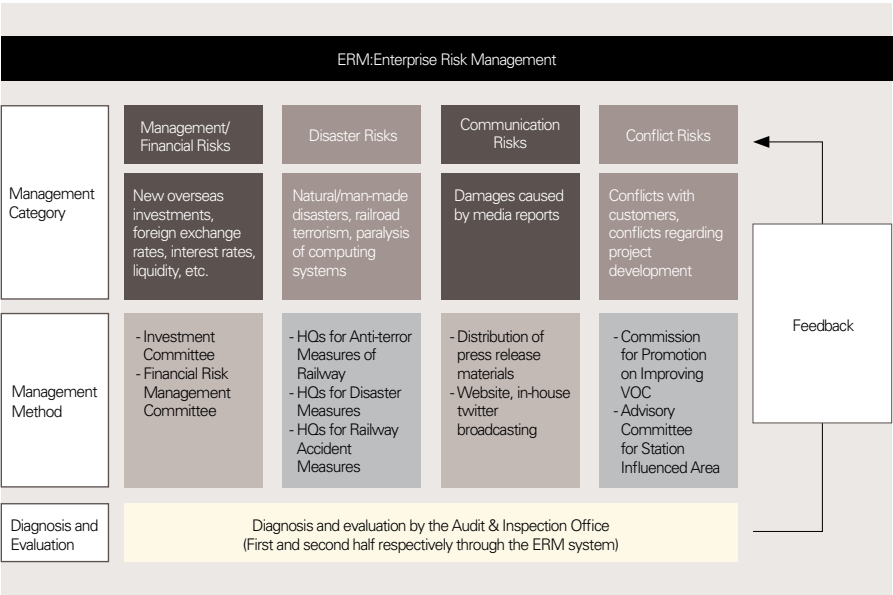 ERM:Enterprise Risk Management
Management
Category
Management/
Financial Risks
Disaster Risks
Communication
Risks
Conflict Risks
New overseas
investments,
foreign exchange
rates, interest rates,
liquidity, etc.
Natural/man-made
disasters, railroad
terrorism, paralysis
of computing
systems
Damages caused
by media reports
Conflicts with
customers,
conflicts regarding
project
development
Management
Method
- Investment
Committee
- Financial Risk
Management
Committee
- HQs for Anti-terror
Measures of
Railway
- HQs for Disaster
Measures
- HQs for Railway
Accident
Measures
- Distribution of
press release
materials
- Website, in-house
twitter
broadcasting
- Commission
for Promotion
on Improving
VOC
- Advisory
Committee
for Station
Influenced Area
Diagnosis and
Evaluation
Diagnosis and evaluation by the Audit & Inspection Office
(First and second half respectively through the ERM system)
Feedback